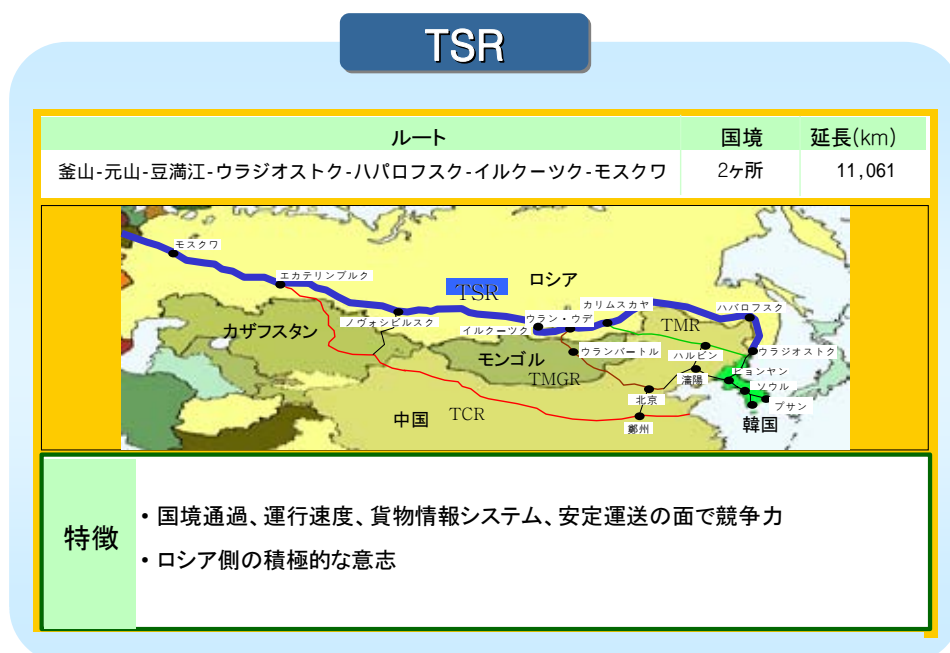 TSR
ルート 国境 延長(km)
釜山-元山-豆満江-ウラジオストク-ハバロフスク-イルクーツク-モスクワ 2ヶ所 11,061
モスクワ
エカテリンブルク
TSR
ロシア
カリムスカヤ
ハバロフスク
カザフスタン
ノヴォシビルスク
ウラン・ウデ
イルクーツク
TMR
モンゴル
ウランバートル
ハルビン
ウラジオストク
TMGR
瀋陽
ピョンヤン
ソウル
北京
プサン
中国
TCR
鄭州
韓国
特徴
・国境通過、運行速度、貨物情報システム、安定運送の面で競争力
・ロシア側の積極的な意志